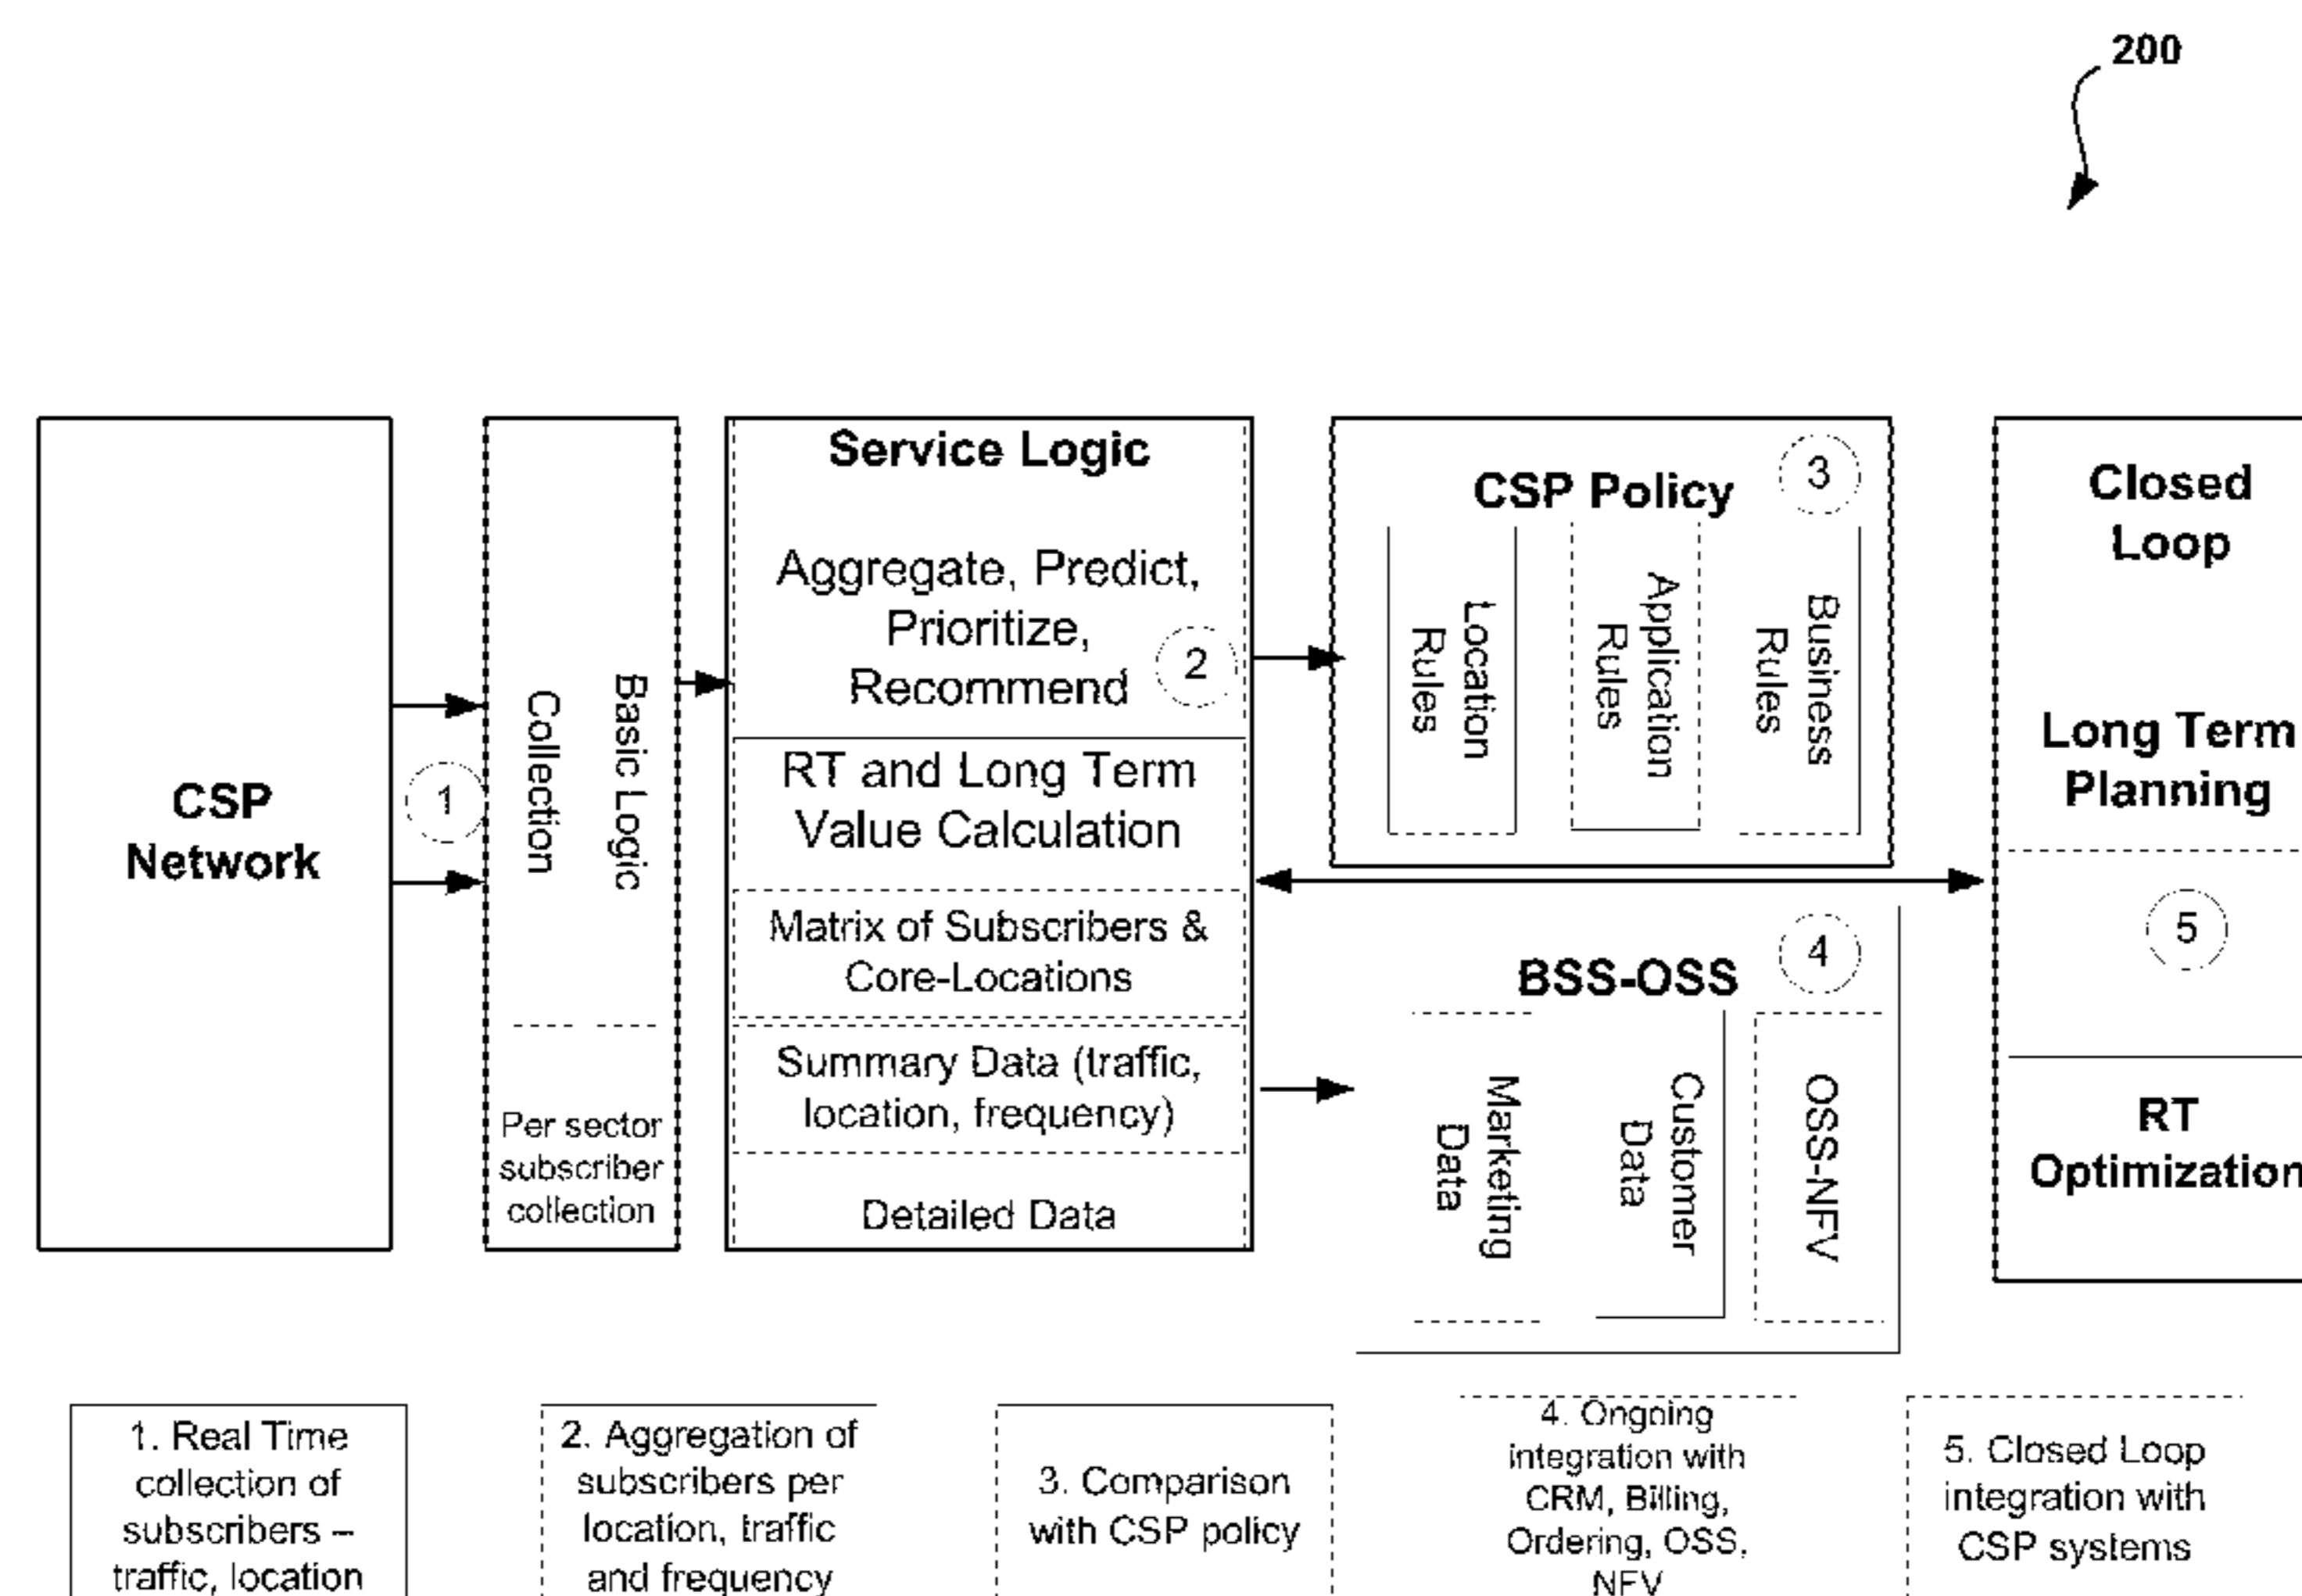 200
CSP
Network
1
Collection
Basic Logic
Per sector
subscriber
collection
Service Logic
Aggregate, Predict,
Prioritize,
Recommend
2
RT and Long Term
Value Calculation
Matrix of Subscribers &
Core-Locations
Summary Data (traffic,
location, frequency)
Detailed Data
CSP Policy
3
Location
Rules
Application
Rules
Business
Rules
BSS-OSS
4
Marketing
Data
Customer
Data
OSS-NFV
Closed
Loop
Long Term
Planning
5
RT
Optimization
1. Real Time
collection of
subscribers –
traffic, location
2. Aggregation of
subscribers per
location, traffic
and frequency
3. Comparison
with CSP policy
4. Ongoing
integration with
CRM, Billing,
Ordering, OSS,
NFV
5. Closed Loop
integration with
CSP systems